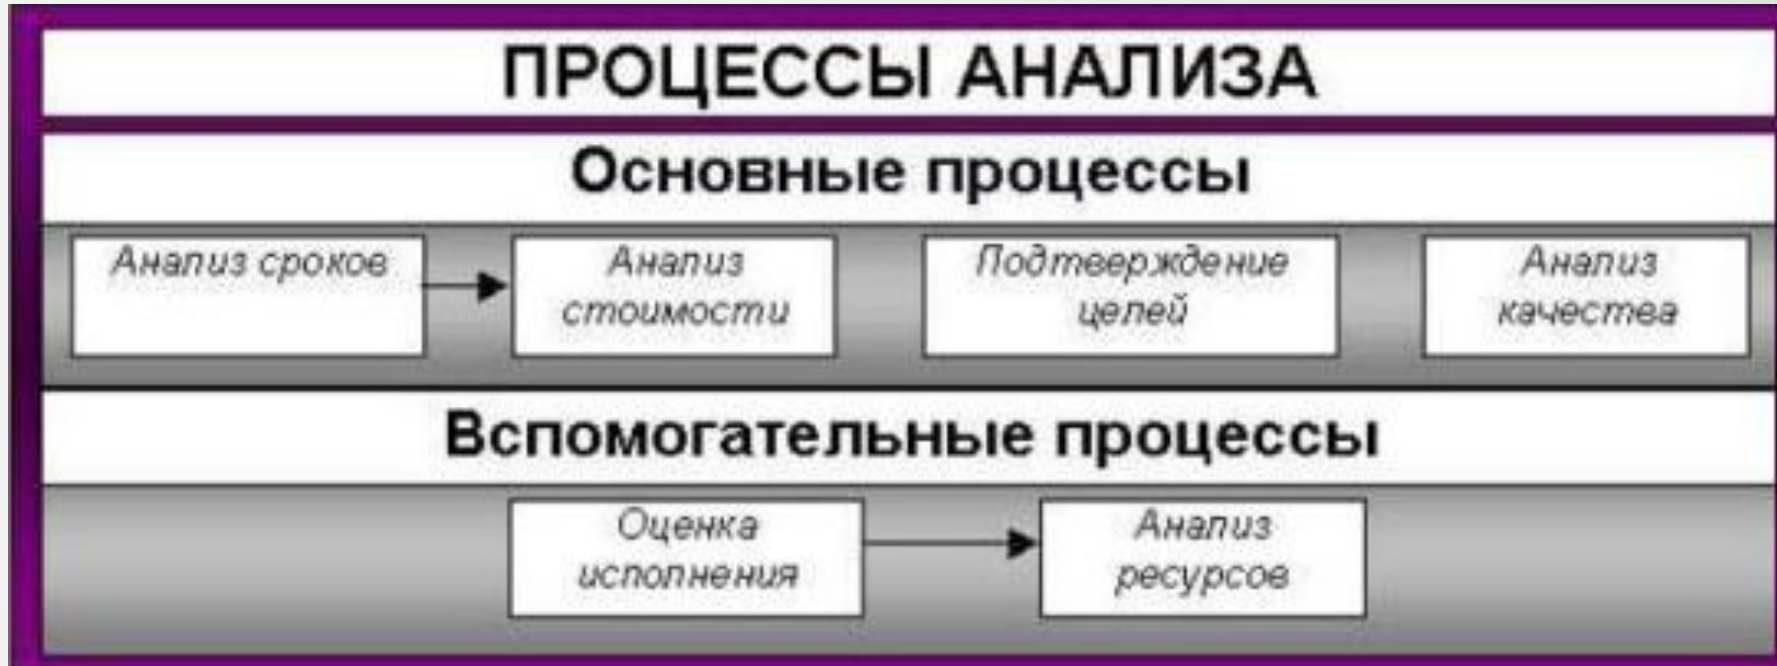 ПРОЦЕССЫ АНАЛИЗА
Основные процессы
Анализ сроков
Анализ
стоимости
Подтверждение
целей
Анализ
качества
Вспомогательные процессы
Оценка
исполнения
Анализ
ресурсов